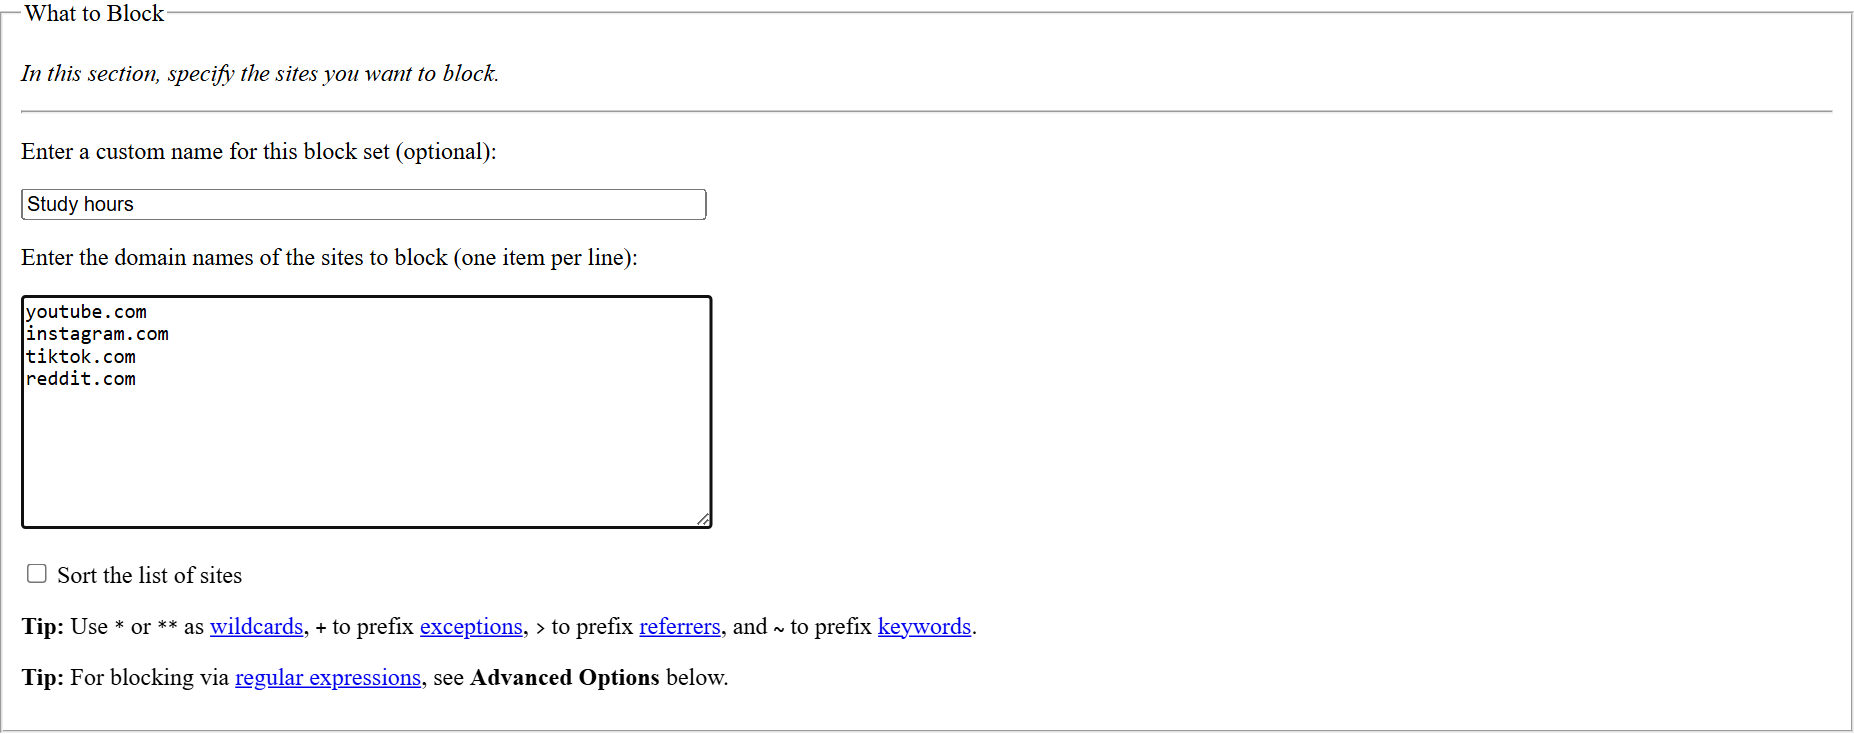 What to Block
In this section, specify the sites you want to block.
Enter a custom name for this block set (optional):
Study hours
Enter the domain names of the sites to block (one item per line):
youtube.com
instagram.com
tiktok.com
reddit.com
Sort the list of sites
Tip: Use * or ** as wildcards, + to prefix exceptions, > to prefix referrers, and ~ to prefix keywords.
Tip: For blocking via regular expressions, see Advanced Options below.